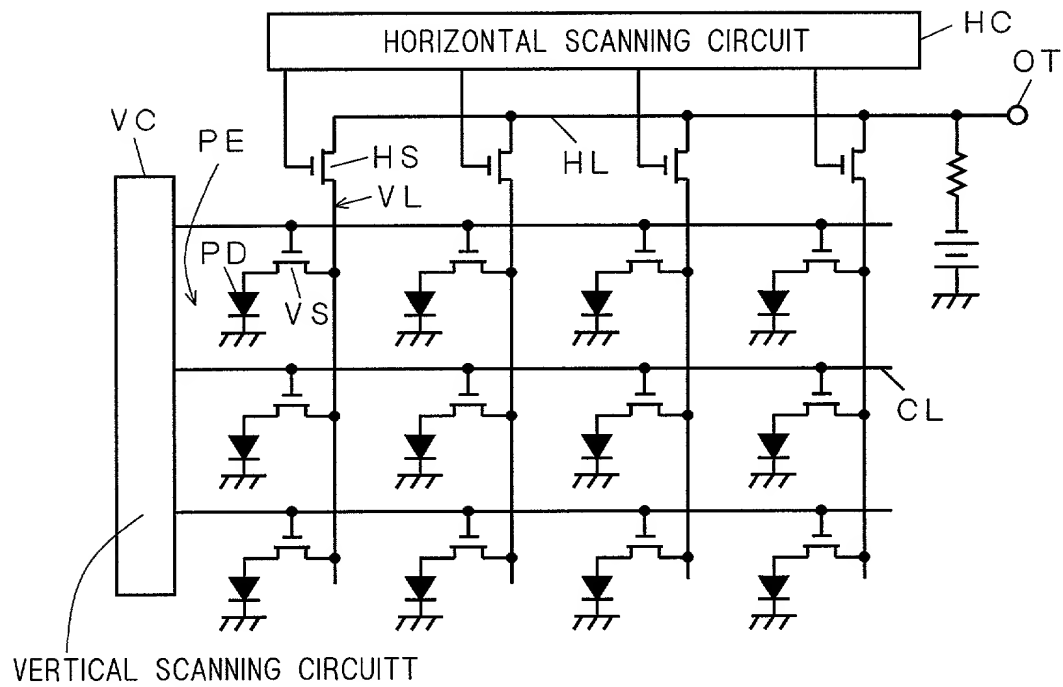 HORIZONTAL SCANNING CIRCUIT
HC
OT
VC
PE
HS
HL
VL
PD
VS
CL
VERTICAL SCANNING CIRCUITT